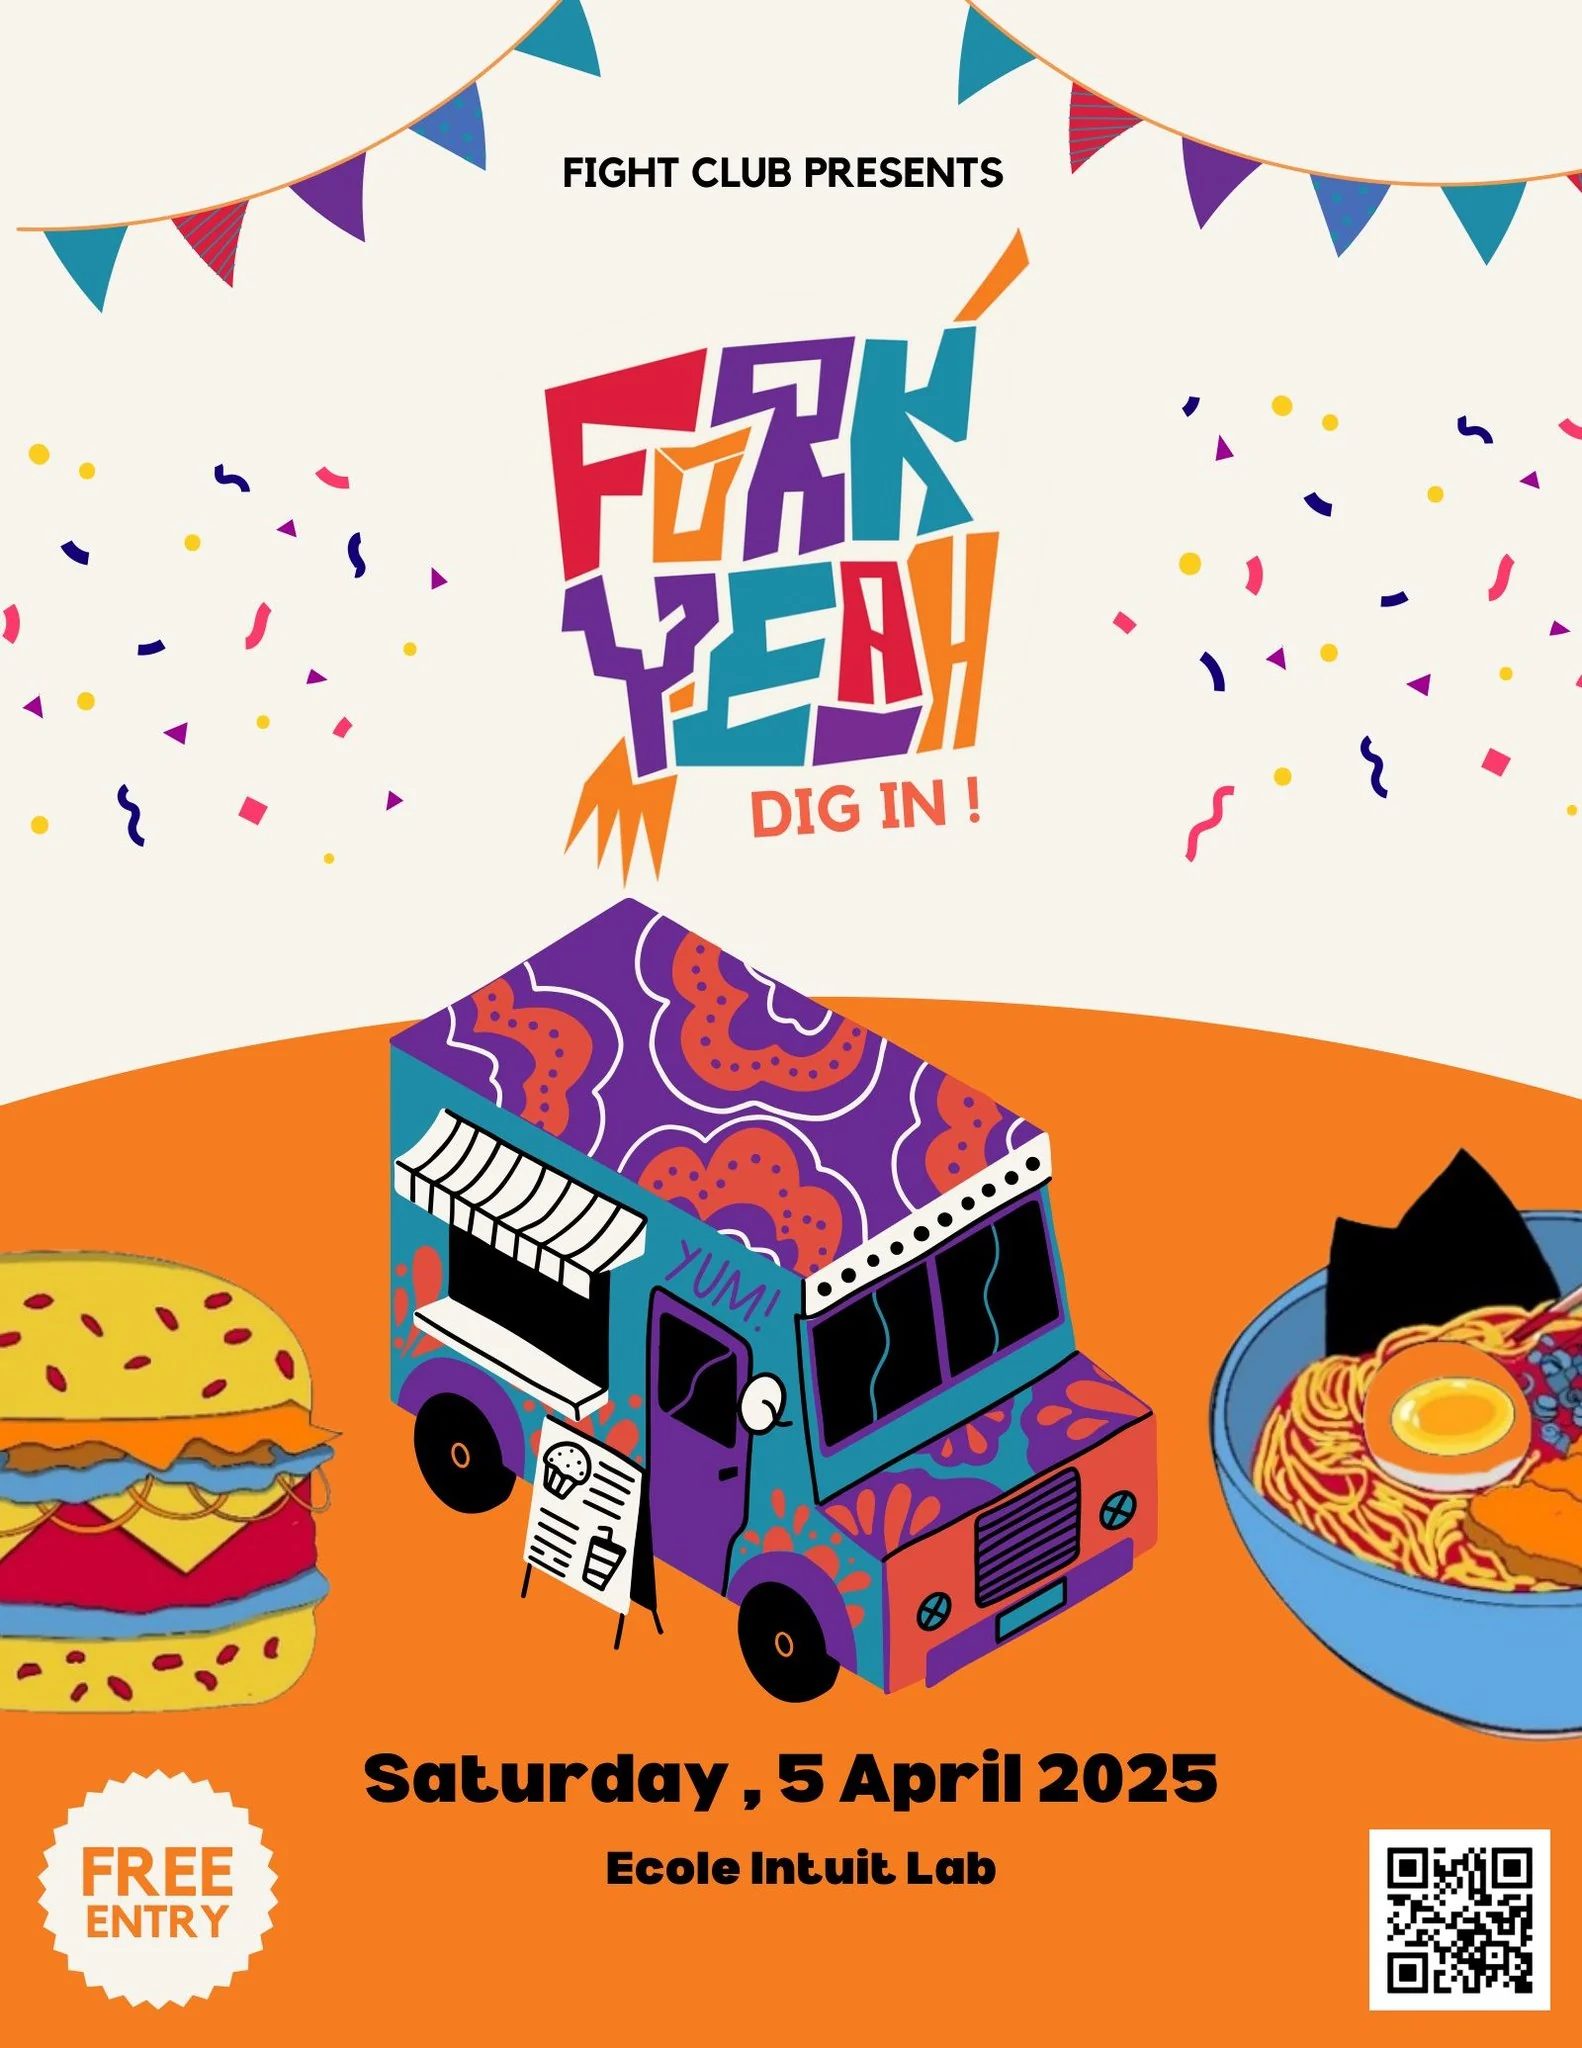 FIGHT CLUB PRESENTS
FORK
YEAH
DIG IN !
YUM!
Saturday , 5 April 2025
Ecole Intuit Lab
FREE
ENTRY